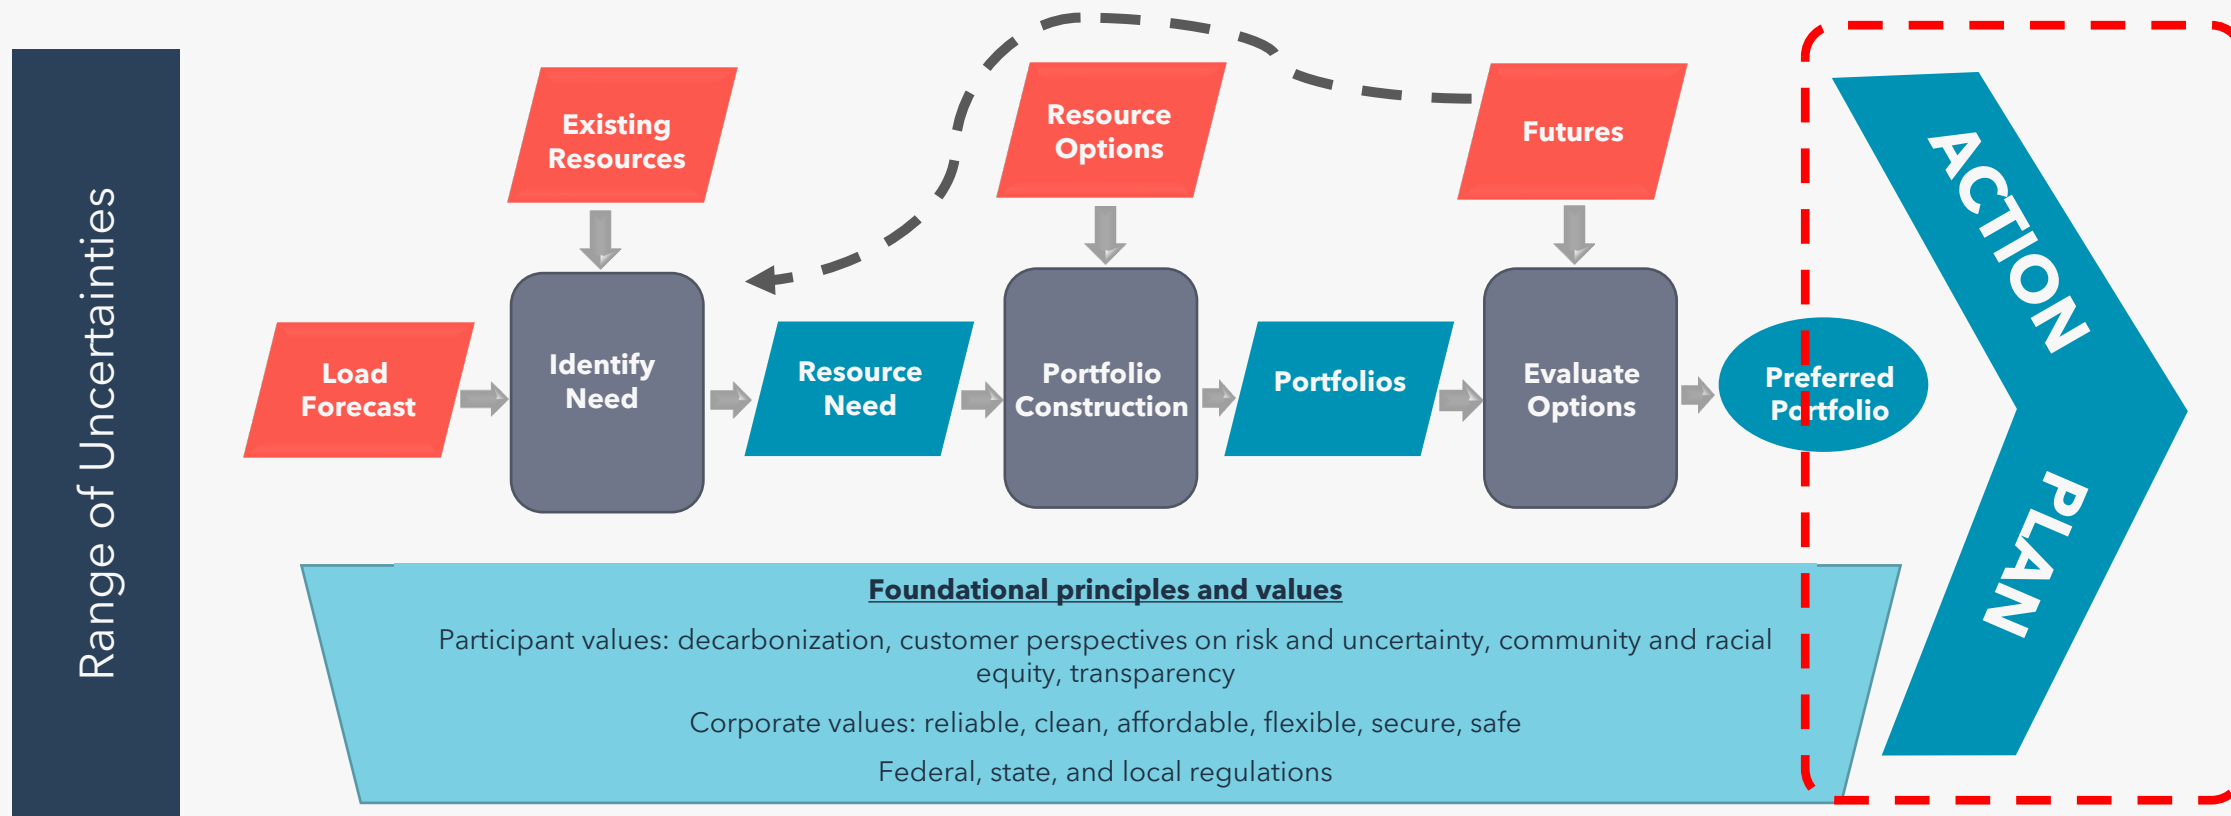 Range of Uncertainties
Existing
Resources
Resource
Options
Futures
Load
Forecast
Identify
Need
Resource
Need
Portfolio
Construction
Portfolios
Evaluate
Options
Preferred
Portfolio
ACTION
PLAN
Foundational principles and values
Participant values: decarbonization, customer perspectives on risk and uncertainty, community and racial
equity, transparency
Corporate values: reliable, clean, affordable, flexible, secure, safe
Federal, state, and local regulations